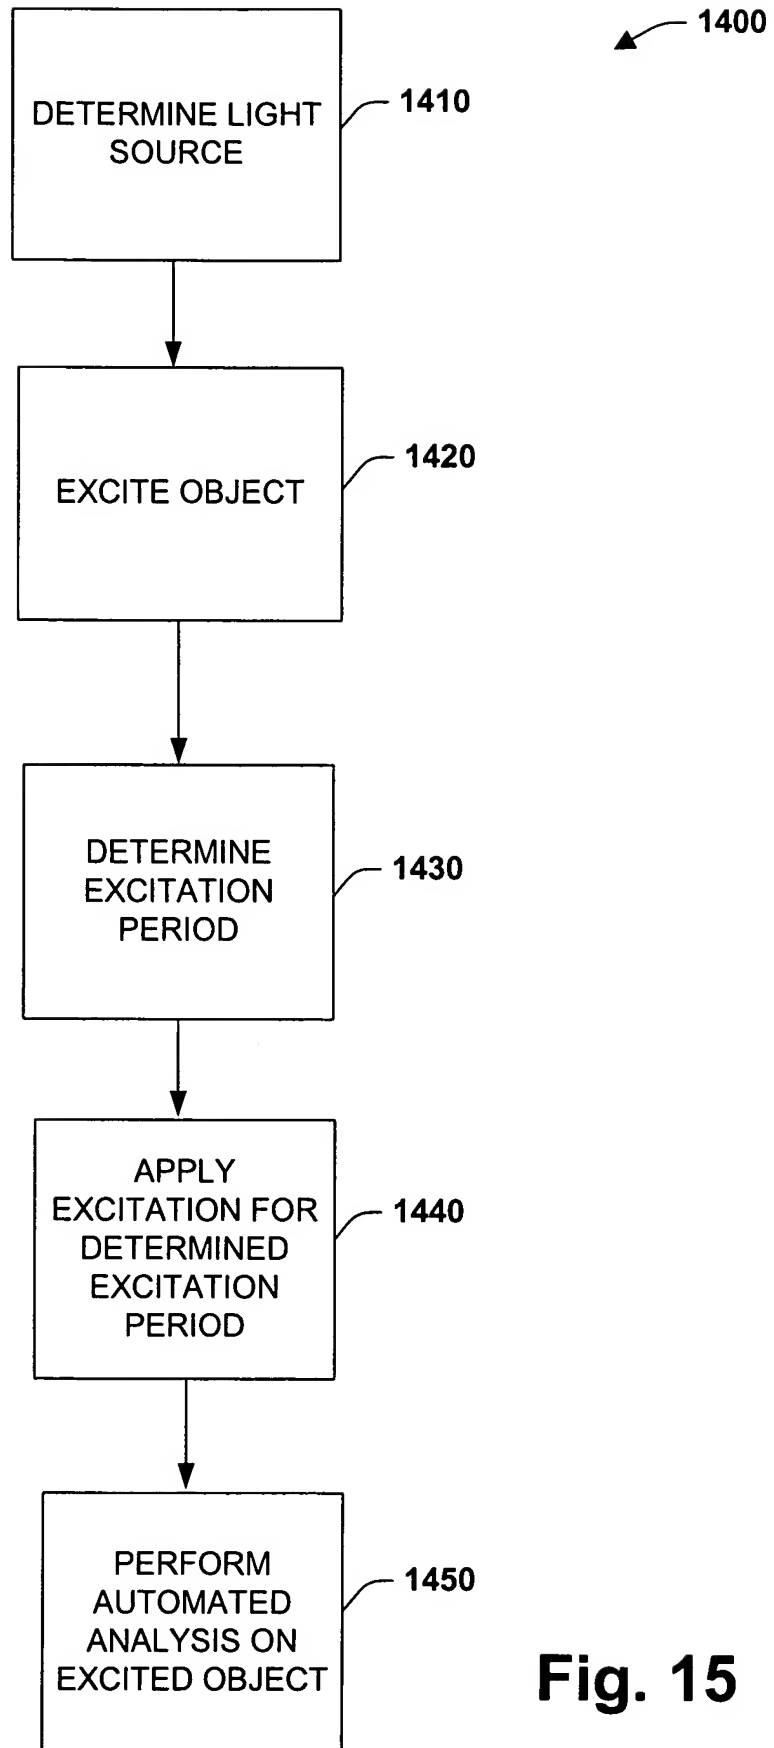 1400
DETERMINE LIGHT
SOURCE
1410
EXCITE OBJECT
1420
DETERMINE
EXCITATION
PERIOD
1430
APPLY
EXCITATION FOR
DETERMINED
EXCITATION
PERIOD
1440
PERFORM
AUTOMATED
ANALYSIS ON
EXCITED OBJECT
1450
Fig. 15